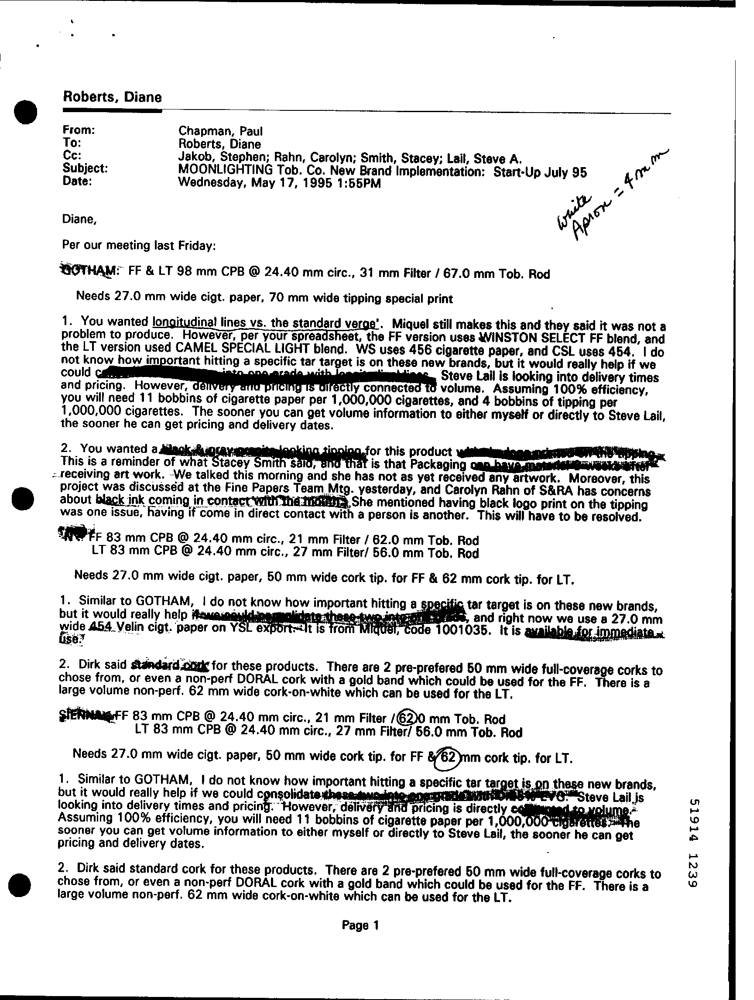 Roberts, Diane
From: Chapman, Paul
To: Roberts, Diane
Cc: Jakob, Stephen; Rahn, Carolyn; Smith, Stacey; Lail, Steve A.
Subject: MOONLIGHTING Tob. Co. New Brand Implementation: Start-Up July 95
Date: Wednesday, May 17, 1995 1:55PM
White
Apron = 4 mm
Diane,
Per our meeting last Friday:
GOTHAM: FF & LT 98 mm CPB @ 24.40 mm circ., 31 mm Filter / 67.0 mm Tob. Rod
Needs 27.0 mm wide cigt. paper, 70 mm wide tipping special print
1. You wanted longitudinal lines vs. the standard verge'. Miquel still makes this and they said it was not a
problem to produce. However, per your spreadsheet, the FF version uses WINSTON SELECT FF blend, and
the LT version used CAMEL SPECIAL LIGHT blend. WS uses 456 cigarette paper, and CSL uses 454. I do
not know how important hitting a specific tar target is on these new brands, but it would really help if we
could Steve Lail is looking into delivery times
and pricing. However, delivery and pricing is directly connected to volume. Assuming 100% efficiency,
you will need 11 bobbins of cigarette paper per 1,000,000 cigarettes, and 4 bobbins of tipping per
1,000,000 cigarettes. The sooner you can get volume information to either myself or directly to Steve Lail,
the sooner he can get pricing and delivery dates.
2. You wanted a looking tipping for this product
This is a reminder of what Stacey Smith said, and that is that Packaging
receiving art work. We talked this morning and she has not as yet received any artwork. Moreover, this
project was discussed at the Fine Papers Team Mtg. yesterday, and Carolyn Rahn of S&RA has concerns
about black ink coming in contact with the mouth. She mentioned having black logo print on the tipping
was one issue, having if come in direct contact with a person is another. This will have to be resolved.
FF 83 mm CPB @ 24.40 mm circ., 21 mm Filter / 62.0 mm Tob. Rod
LT 83 mm CPB @ 24.40 mm circ., 27 mm Filter/ 56.0 mm Tob. Rod
Needs 27.0 mm wide cigt. paper, 50 mm wide cork tip. for FF & 62 mm cork tip. for LT.
1. Similar to GOTHAM, I do not know how important hitting a specific tar target is on these new brands,
but it would really help and right now we use a 27.0 mm
wide 454 Velin cigt. paper on YSL export. It is from Miquel, code 1001035. It is available for immediate
use.
2. Dirk said standard cork for these products. There are 2 pre-prefered 50 mm wide full-coverage corks to
chose from, or even a non-perf DORAL cork with a gold band which could be used for the FF. There is a
large volume non-perf. 62 mm wide cork-on-white which can be used for the LT.
FF 83 mm CPB @ 24.40 mm circ., 21 mm Filter / 62.0 mm Tob. Rod
LT 83 mm CPB @ 24.40 mm circ., 27 mm Filter/ 56.0 mm Tob. Rod
Needs 27.0 mm wide cigt. paper, 50 mm wide cork tip. for FF & 62 mm cork tip. for LT.
1. Similar to GOTHAM, I do not know how important hitting a specific tar target is on these new brands,
but it would really help if we could consolidate these two into one grade Steve Lail is
looking into delivery times and pricing. However, delivery and pricing is directly to volume.
Assuming 100% efficiency, you will need 11 bobbins of cigarette paper per 1,000,000 cigarettes. The
sooner you can get volume information to either myself or directly to Steve Lail, the sooner he can get
pricing and delivery dates.
2. Dirk said standard cork for these products. There are 2 pre-prefered 50 mm wide full-coverage corks to
chose from, or even a non-perf DORAL cork with a gold band which could be used for the FF. There is a
large volume non-perf. 62 mm wide cork-on-white which can be used for the LT.
51914 1239
Page 1